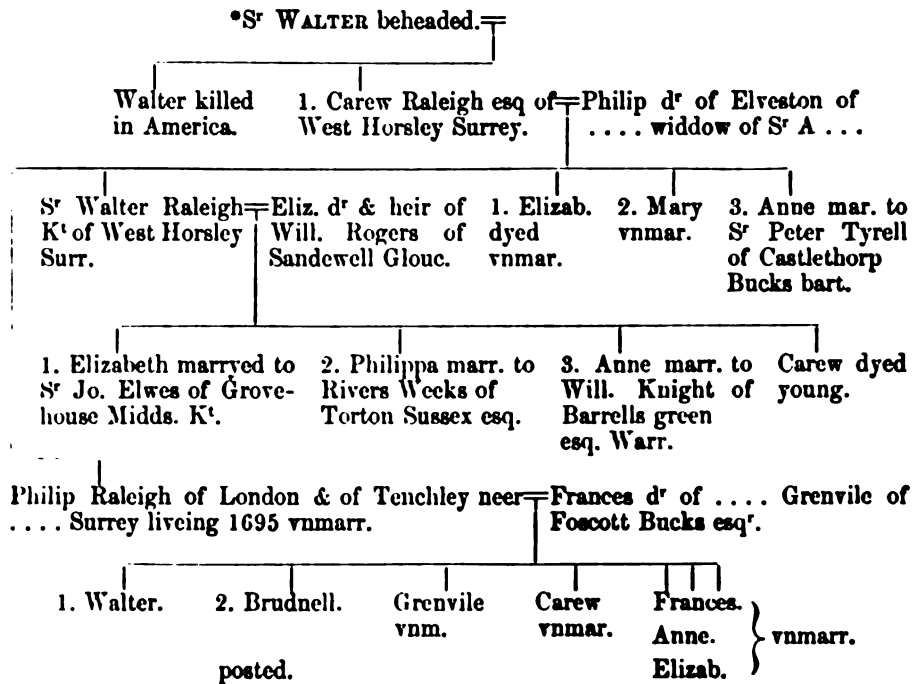 *Sʳ WALTER beheaded.
Walter killed
in America.
1. Carew Raleigh esq of
West Horsley Surrey.
Philip dʳ of Elveston of
. . . . widdow of Sʳ A . . .
Sʳ Walter Raleigh
Kᵗ of West Horsley
Surr.
Eliz. dʳ & heir of
Will. Rogers of
Sandewell Glouc.
1. Elizab.
dyed
vnmar.
2. Mary
vnmar.
3. Anne mar. to
Sʳ Peter Tyrell
of Castlethorp
Bucks bart.
1. Elizabeth marryed to
Sʳ Jo. Elwes of Grove-
house Midds. Kᵗ.
2. Philippa marr. to
Rivers Weeks of
Torton Sussex esq.
3. Anne marr. to
Will. Knight of
Barrells green
esq. Warr.
Carew dyed
young.
Philip Raleigh of London & of Tenchley neer
. . . . Surrey liveing 1695 vnmarr.
Frances dʳ of . . . . Grenvile of
Foscott Bucks esqʳ.
1. Walter.
2. Brudnell.
posted.
Grenvile
vnm.
Carew
vnmar.
Frances.
Anne.
Elizab.
vnmarr.